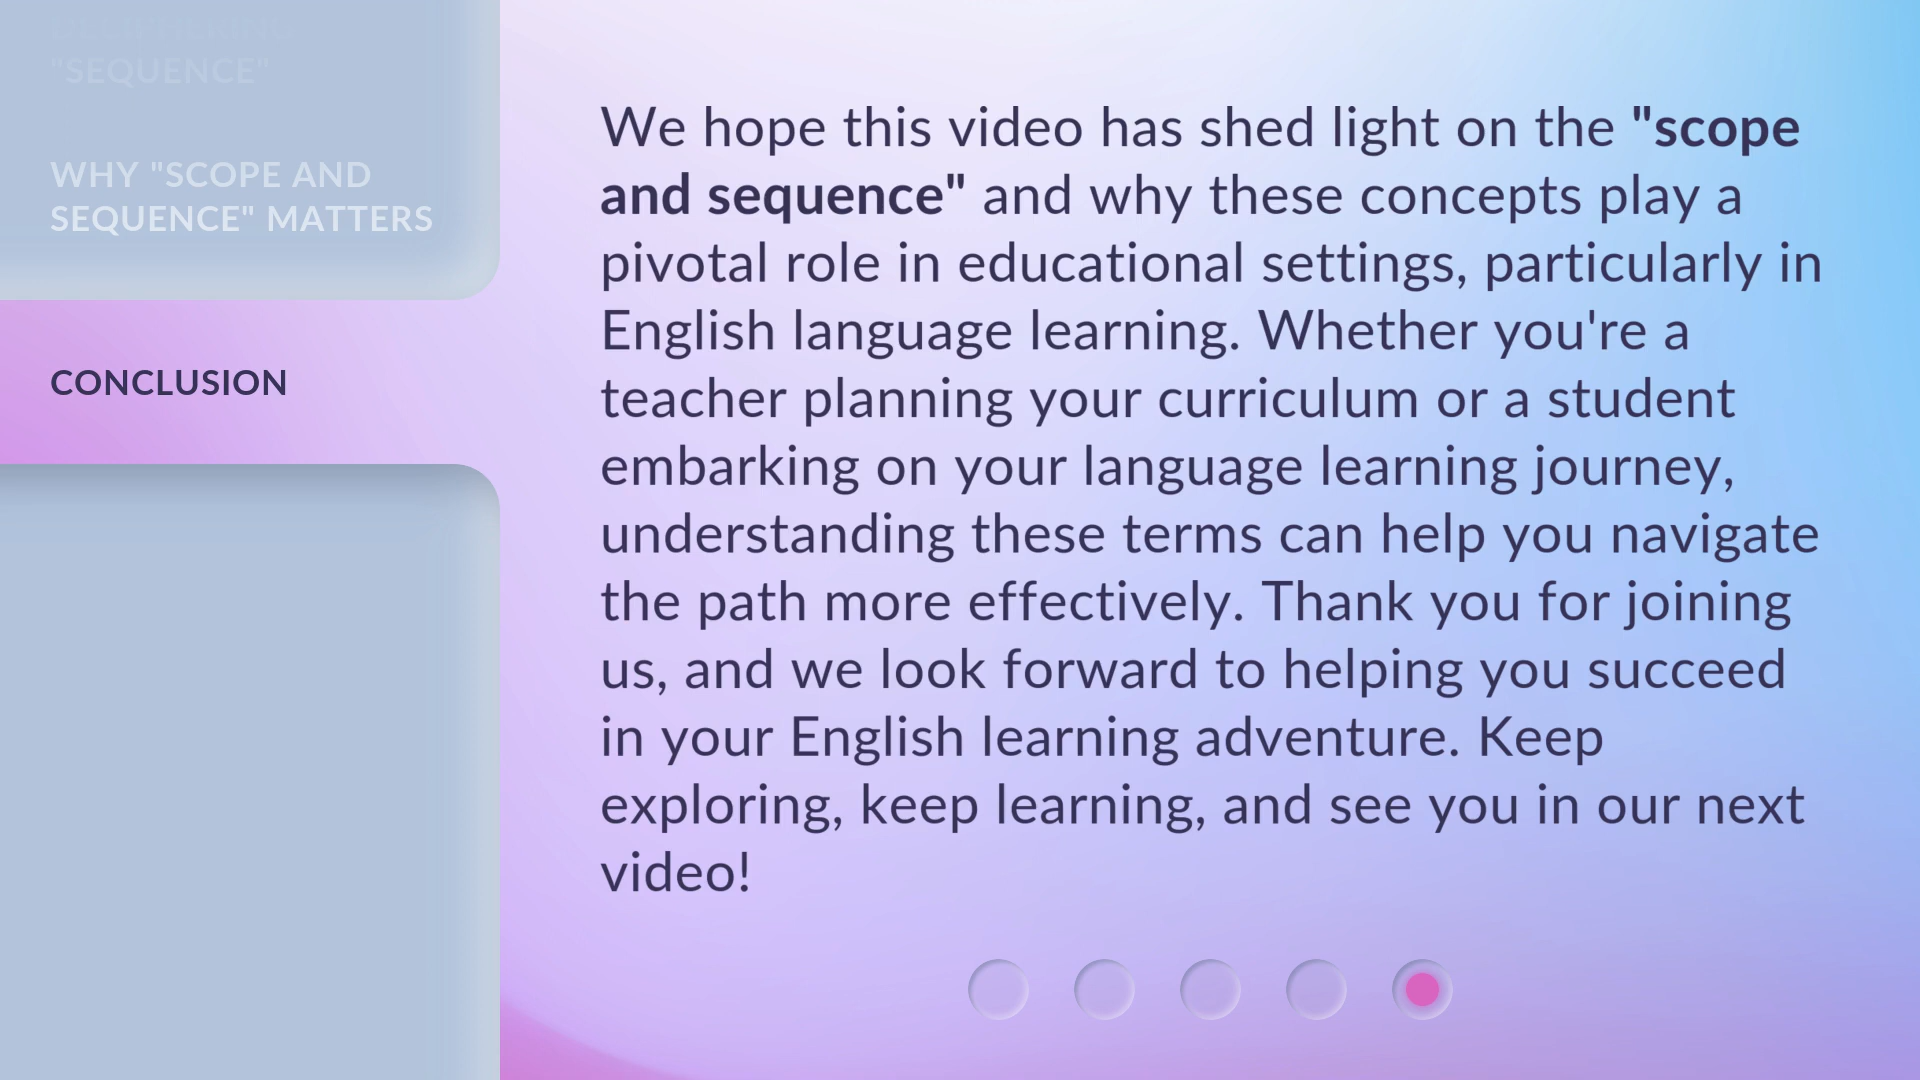 DECIPHERING
"SEQUENCE"
WHY "SCOPE AND
SEQUENCE" MATTERS
CONCLUSION
We hope this video has shed light on the "scope
and sequence" and why these concepts play a
pivotal role in educational settings, particularly in
English language learning. Whether you're a
teacher planning your curriculum or a student
embarking on your language learning journey,
understanding these terms can help you navigate
the path more effectively. Thank you for joining
us, and we look forward to helping you succeed
in your English learning adventure. Keep
exploring, keep learning, and see you in our next
video!